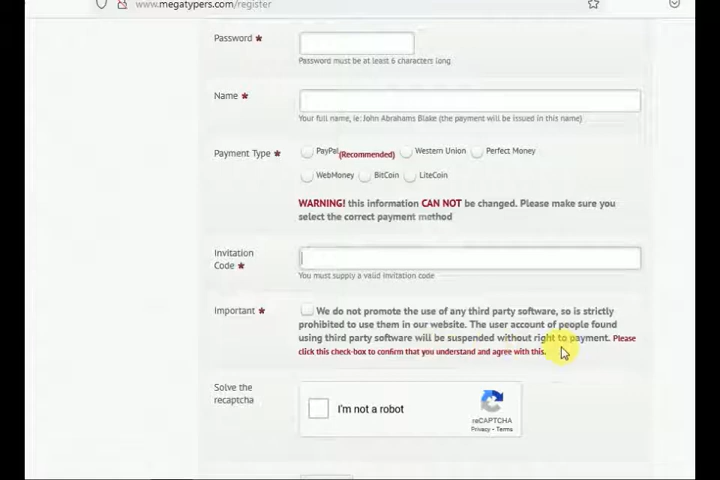 www.megatypers.com/register
Password *
Password must be at least 6 characters long
Name *
Your full name, ie: John Abrahams Blake (the payment will be issued in this name)
Payment Type *
PayPal (Recommended) Western Union Perfect Money
WebMoney BitCoin LiteCoin
WARNING! this information CAN NOT be changed. Please make sure you
select the correct payment method
Invitation
Code *
You must supply a valid invitation code
Important *
We do not promote the use of any third party software, so is strictly
prohibited to use them in our website. The user account of people found
using third party software will be suspended without right to payment. Please
click this check-box to confirm that you understand and agree with this.
Solve the
recaptcha
I'm not a robot
reCAPTCHA
Privacy - Terms